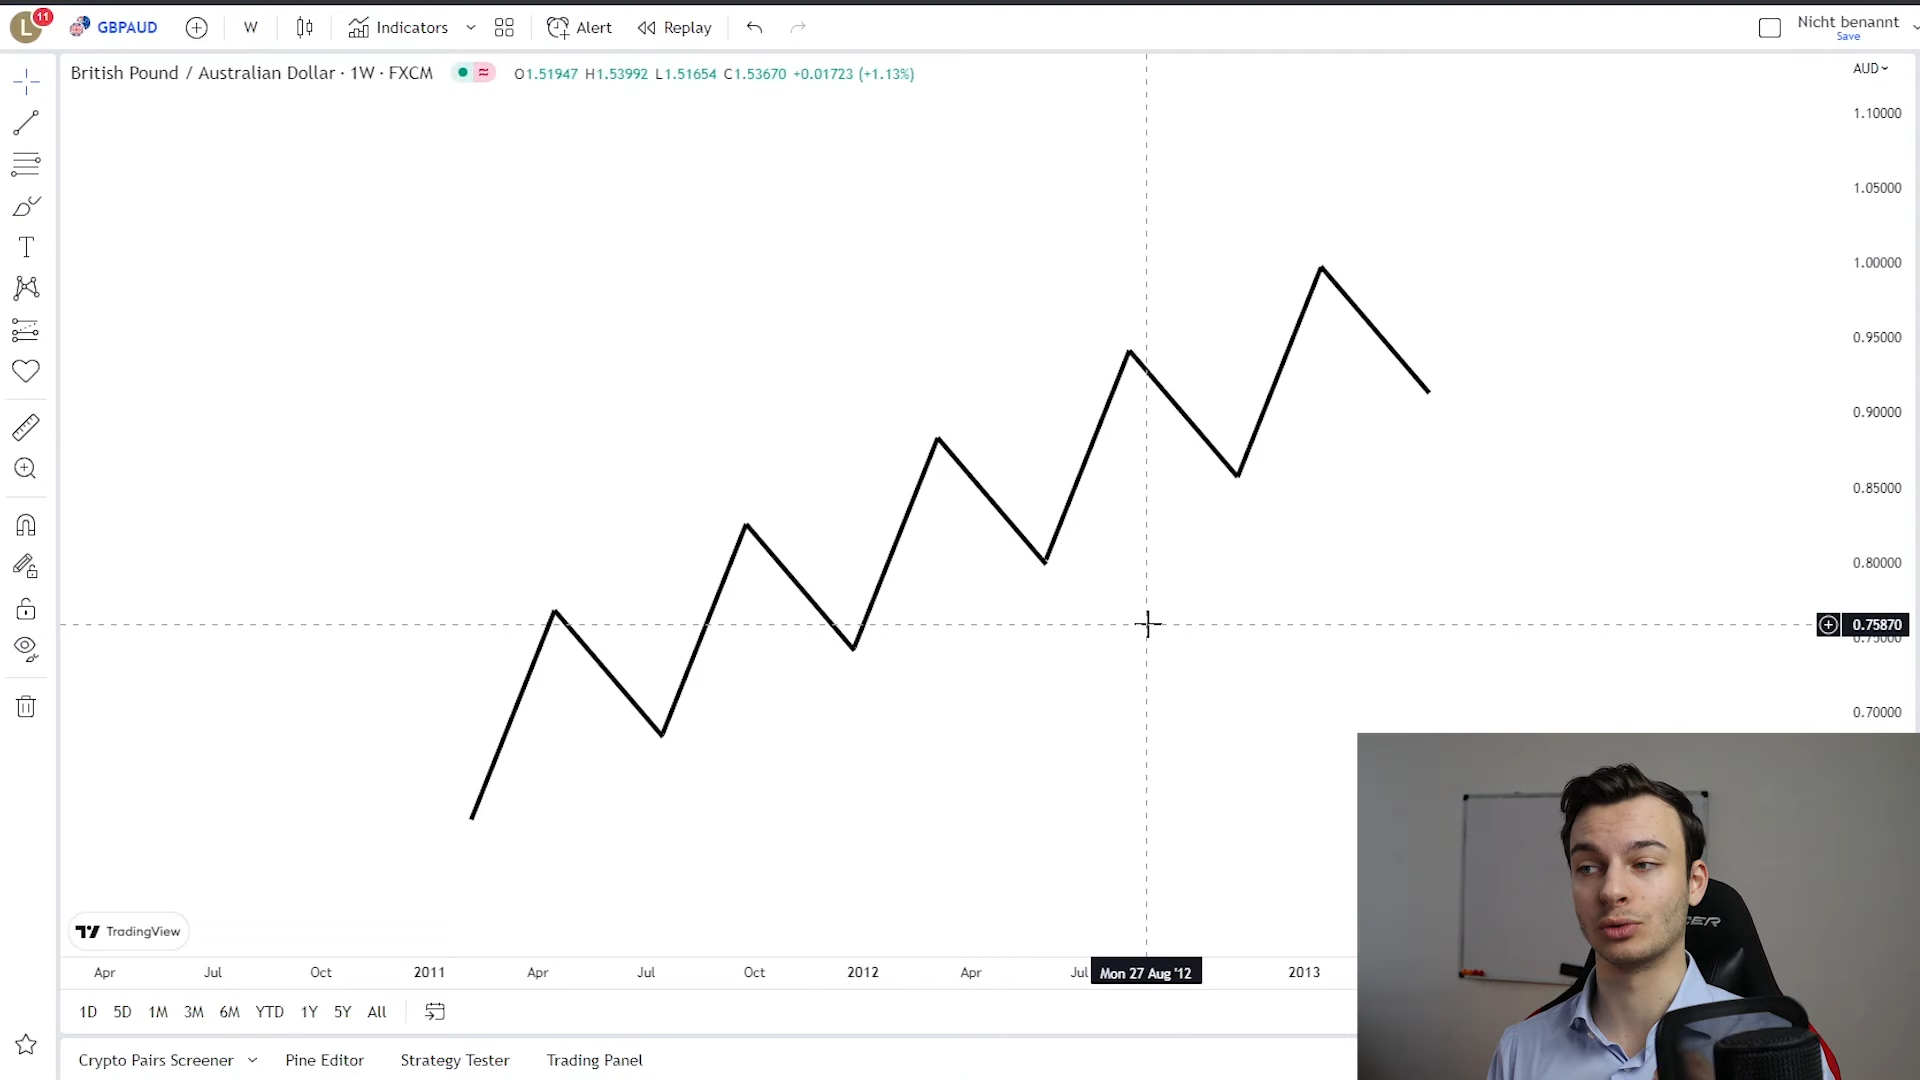 L 11 GBPAUD W Indicators Alert Replay Nicht benannt
Save
British Pound / Australian Dollar · 1W · FXCM O1.51947 H1.53992 L1.51654 C1.53670 +0.01723 (+1.13%)
AUD
1.10000
1.05000
1.00000
0.95000
0.90000
0.85000
0.80000
0.75870
0.75000
0.70000
TradingView
Apr Jul Oct 2011 Apr Jul Oct 2012 Apr Jul Mon 27 Aug '12 2013
1D 5D 1M 3M 6M YTD 1Y 5Y All
Crypto Pairs Screener Pine Editor Strategy Tester Trading Panel